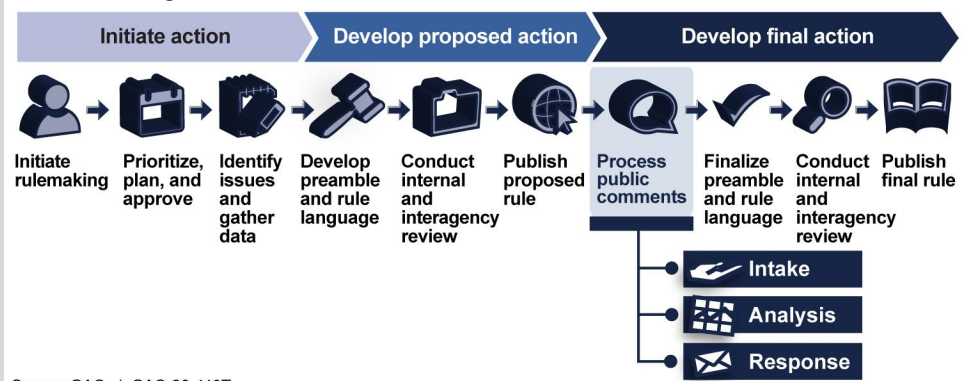 Initiate action
Develop proposed action
Develop final action
Initiate
rulemaking
Prioritize,
plan, and
approve
Identify
issues
and
gather
data
Develop
preamble
and rule
language
Conduct
internal
and
interagency
review
Publish
proposed
rule
Process
public
comments
Finalize
preamble
and rule
language
Conduct
internal
and
interagency
review
Publish
final rule
Intake
Analysis
Response